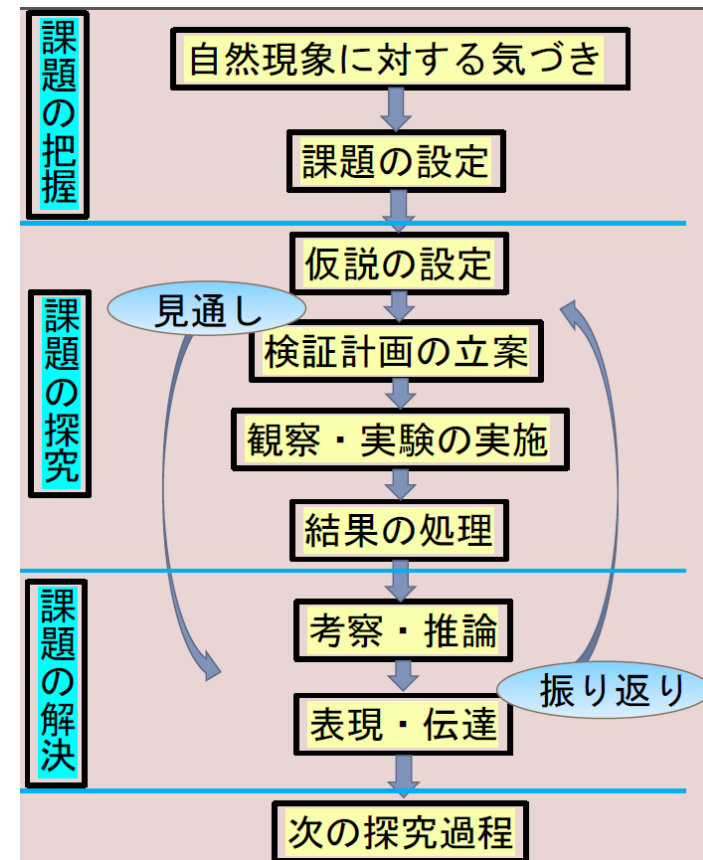 課題の把握
自然現象に対する気づき
課題の設定
課題の探究
仮説の設定
見通し
検証計画の立案
観察・実験の実施
結果の処理
課題の解決
考察・推論
振り返り
表現・伝達
次の探究過程